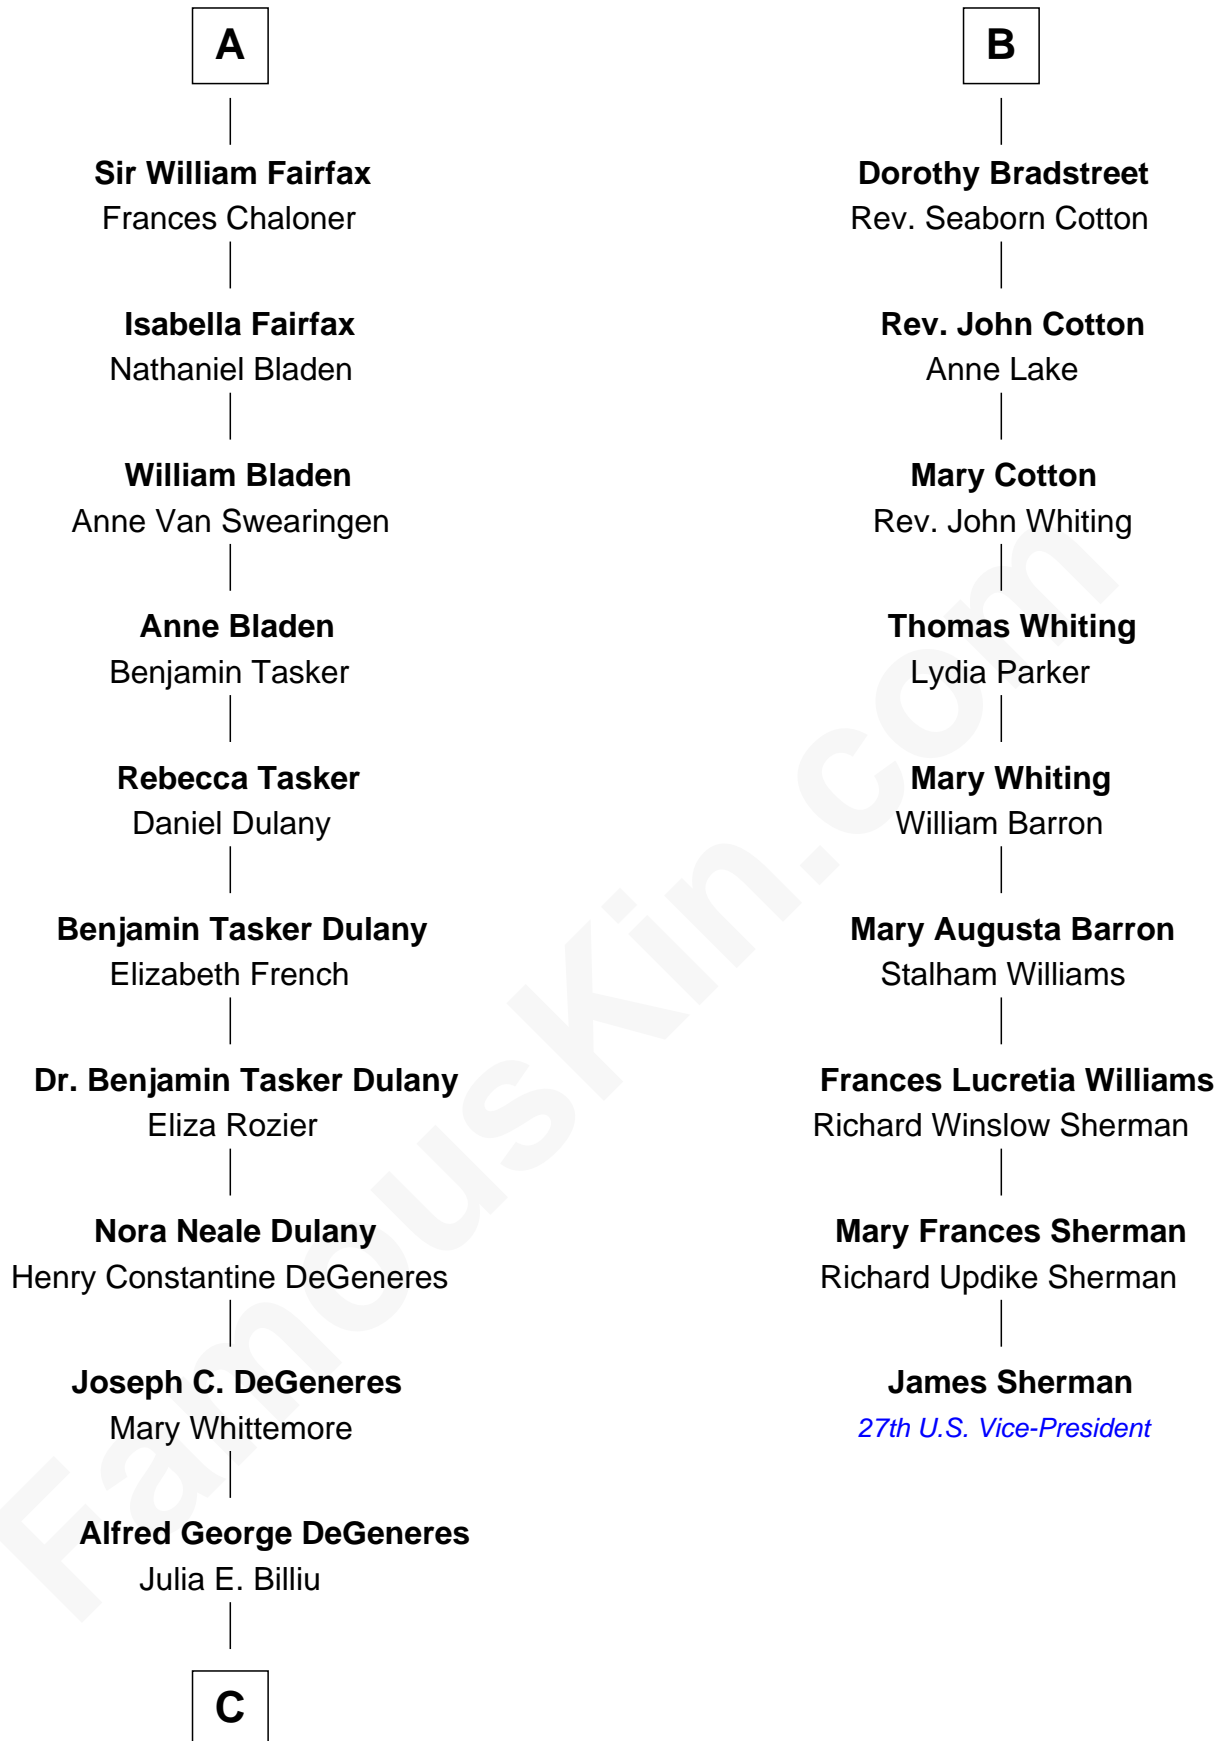 A
Sir William Fairfax
Frances Chaloner
Isabella Fairfax
Nathaniel Bladen
William Bladen
Anne Van Swearingen
Anne Bladen
Benjamin Tasker
Rebecca Tasker
Daniel Dulany
Benjamin Tasker Dulany
Elizabeth French
Dr. Benjamin Tasker Dulany
Eliza Rozier
Nora Neale Dulany
Henry Constantine DeGeneres
Joseph C. DeGeneres
Mary Whittemore
Alfred George DeGeneres
Julia E. Billiu
C
B
Dorothy Bradstreet
Rev. Seaborn Cotton
Rev. John Cotton
Anne Lake
Mary Cotton
Rev. John Whiting
Thomas Whiting
Lydia Parker
Mary Whiting
William Barron
Mary Augusta Barron
Stalham Williams
Frances Lucretia Williams
Richard Winslow Sherman
Mary Frances Sherman
Richard Updike Sherman
James Sherman
27th U.S. Vice-President
FamousKin.com